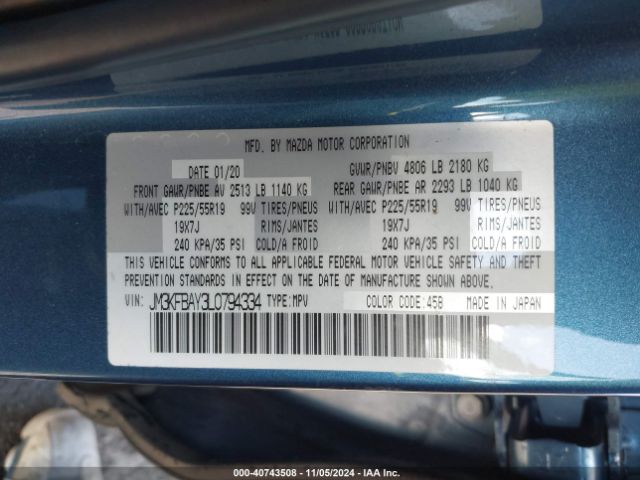 MFD. BY MAZDA MOTOR CORPORATION
DATE 01/20 GVWR/PNBV 4806 LB 2180 KG
FRONT GAWR/PNBE AV 2513 LB 1140 KG REAR GAWR/PNBE AR 2293 LB 1040 KG
WITH/AVEC P225/55R19 99V TIRES/PNEUS WITH/AVEC P225/55R19 99V TIRES/PNEUS
19X7J RIMS/JANTES 19X7J RIMS/JANTES
240 KPA/35 PSI COLD/A FROID 240 KPA/35 PSI COLD/A FROID
THIS VEHICLE CONFORMS TO ALL APPLICABLE FEDERAL MOTOR VEHICLE SAFETY AND THEFT
PREVENTION STANDARDS IN EFFECT ON THE DATE OF MANUFACTURE SHOWN ABOVE.
VIN: JM3KFBAY3L0794334 TYPE:MPV COLOR CODE:45B MADE IN JAPAN
000-40743508 - 11/05/2024 - IAA Inc.